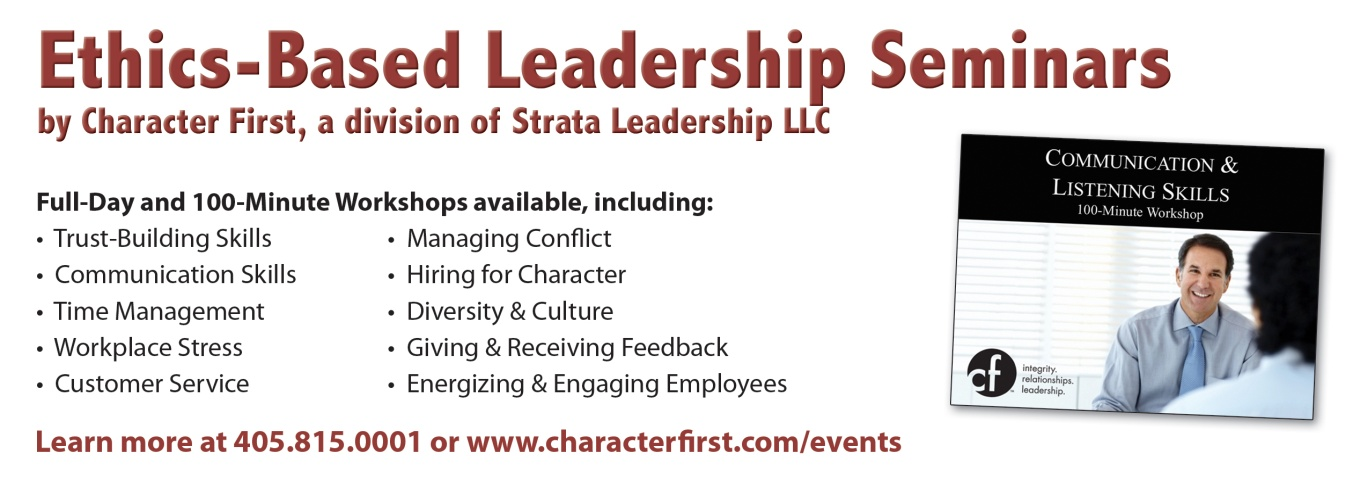 Ethics-Based Leadership Seminars
by Character First, a division of Strata Leadership LLC
Full-Day and 100-Minute Workshops available, including:
• Trust-Building Skills
• Communication Skills
• Time Management
• Workplace Stress
• Customer Service
• Managing Conflict
• Hiring for Character
• Diversity & Culture
• Giving & Receiving Feedback
• Energizing & Engaging Employees
Learn more at 405.815.0001 or www.characterfirst.com/events
COMMUNICATION &
LISTENING SKILLS
100-Minute Workshop
cf™
integrity.
relationships.
leadership.